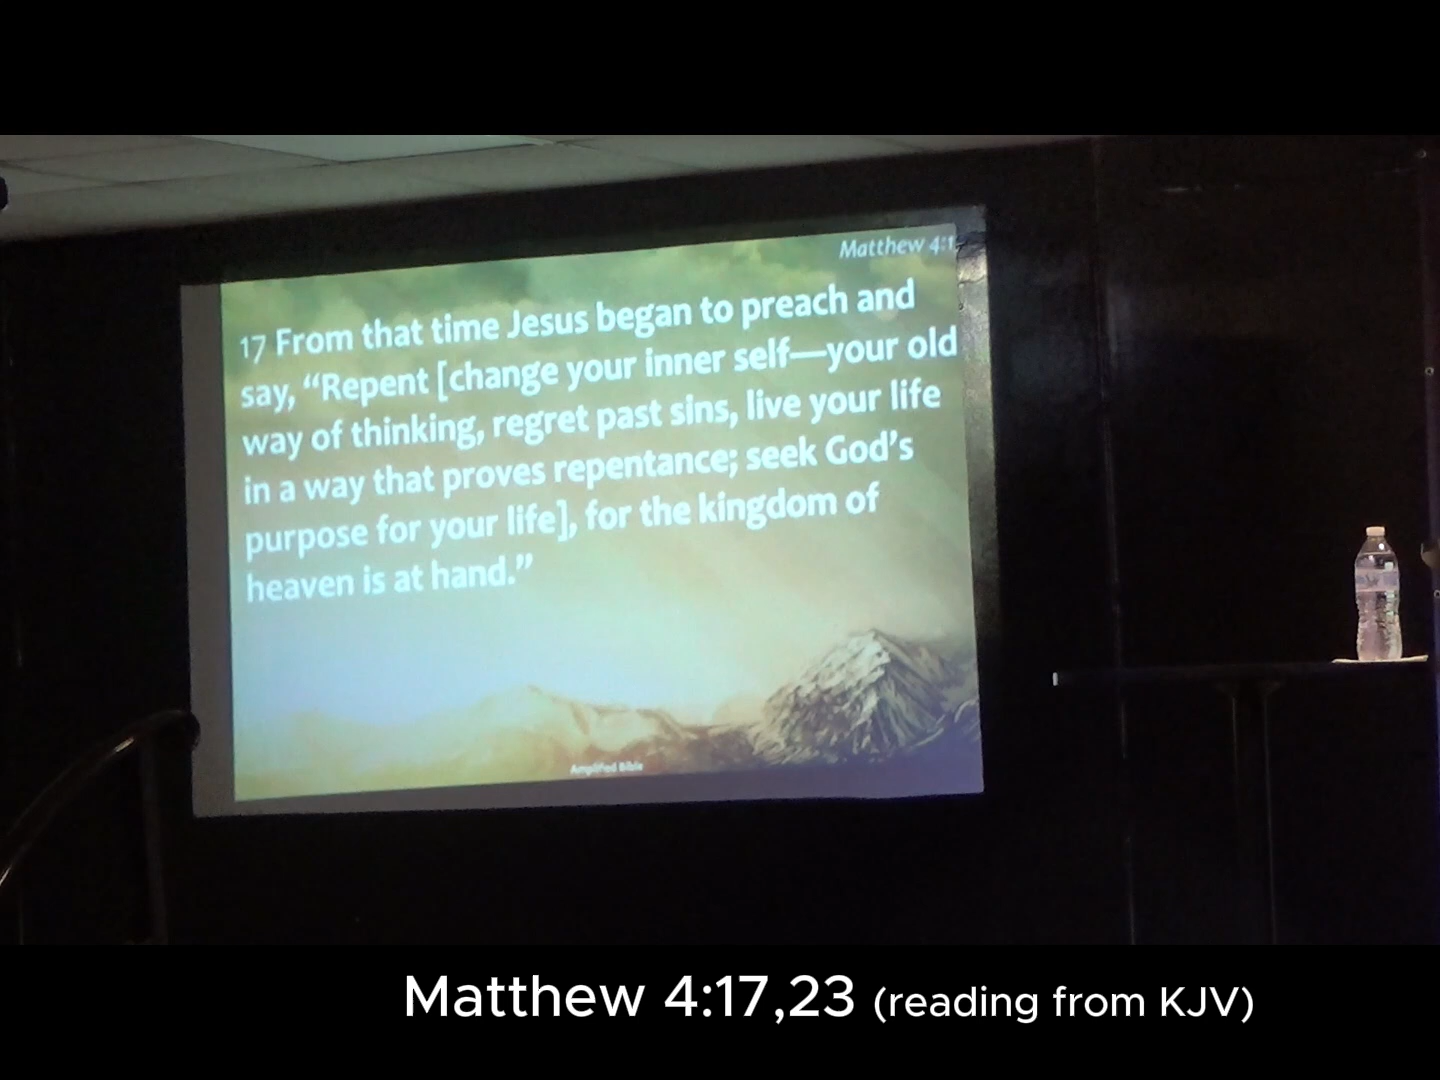 Matthew 4:1
17 From that time Jesus began to preach and
say, “Repent [change your inner self—your old
way of thinking, regret past sins, live your life
in a way that proves repentance; seek God’s
purpose for your life], for the kingdom of
heaven is at hand.”
Amplified Bible
Matthew 4:17,23 (reading from KJV)